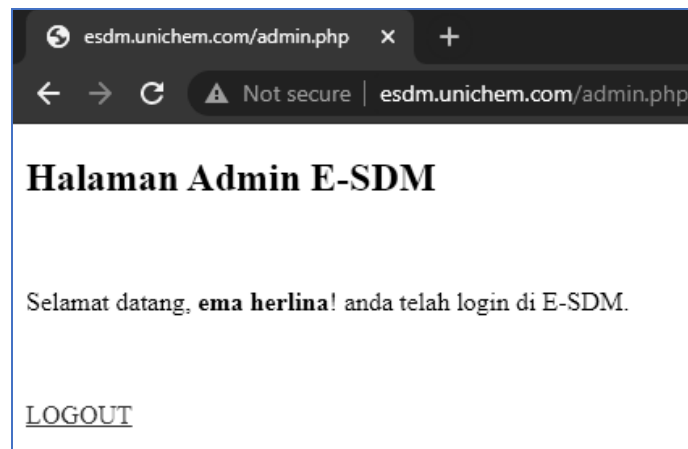 esdm.unichem.com/admin.php
Not secure | esdm.unichem.com/admin.php
Halaman Admin E-SDM
Selamat datang, ema herlina! anda telah login di E-SDM.
LOGOUT